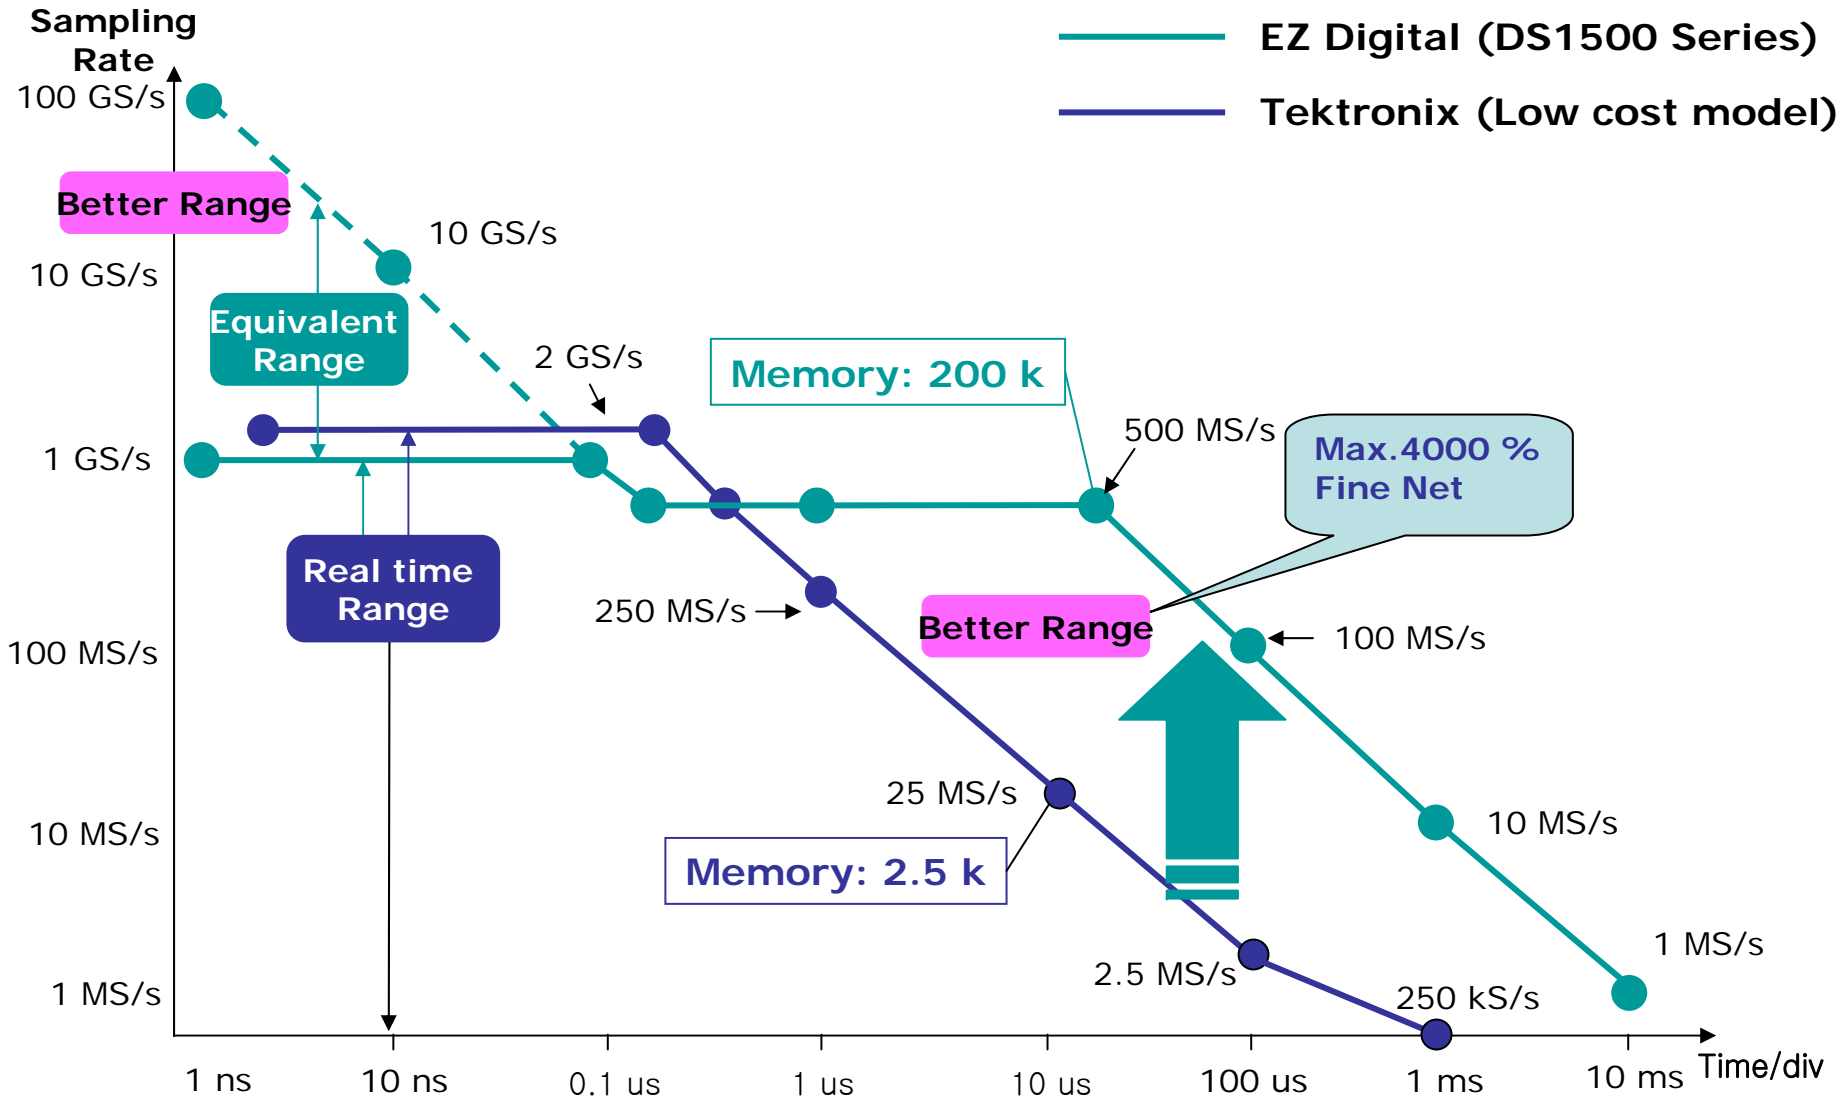 Sampling
Rate
EZ Digital (DS1500 Series)
Tektronix (Low cost model)
100 GS/s
Better Range
10 GS/s
10 GS/s
Equivalent
Range
2 GS/s
Memory: 200 k
500 MS/s
Max.4000 %
Fine Net
1 GS/s
Real time
Range
250 MS/s
Better Range
100 MS/s
100 MS/s
25 MS/s
10 MS/s
10 MS/s
Memory: 2.5 k
1 MS/s
2.5 MS/s
250 kS/s
1 MS/s
Time/div
1 ns
10 ns
0.1 us
1 us
10 us
100 us
1 ms
10 ms